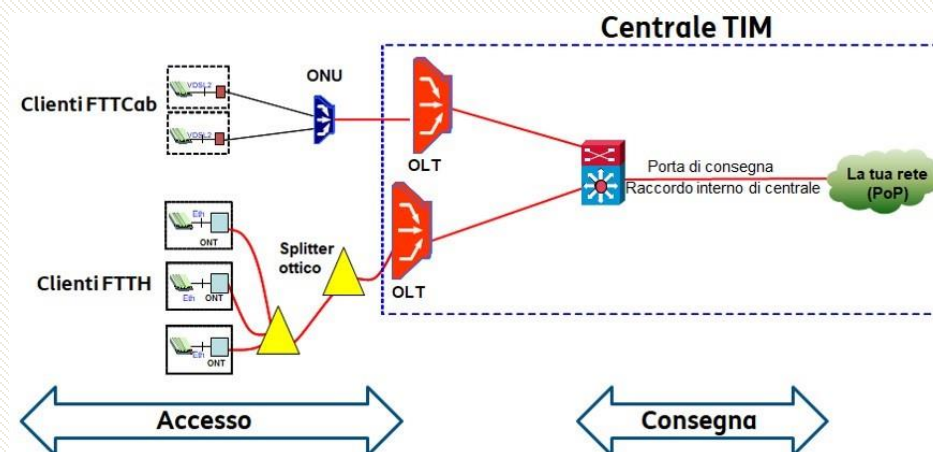 Centrale TIM
Clienti FTTCab
VDSL2
VDSL2
ONU
OLT
Porta di consegna
Raccordo interno di centrale
La tua rete
(PoP)
Clienti FTTH
Eth
ONT
Eth
ONT
Eth
ONT
Splitter
ottico
OLT
Accesso
Consegna